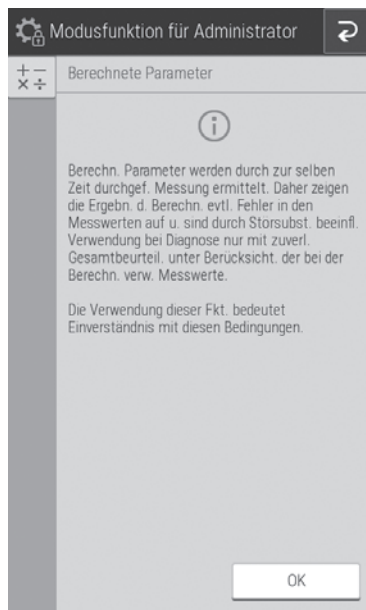 Modusfunktion für Administrator
Berechnete Parameter
Berechn. Parameter werden durch zur selben
Zeit durchgef. Messung ermittelt. Daher zeigen
die Ergebn. d. Berechn. evtl. Fehler in den
Messwerten auf u. sind durch Störsubst. beeinfl.
Verwendung bei Diagnose nur mit zuverl.
Gesamtbeurteil. unter Berücksicht. der bei der
Berechn. verw. Messwerte.
Die Verwendung dieser Fkt. bedeutet
Einverständnis mit diesen Bedingungen.
OK